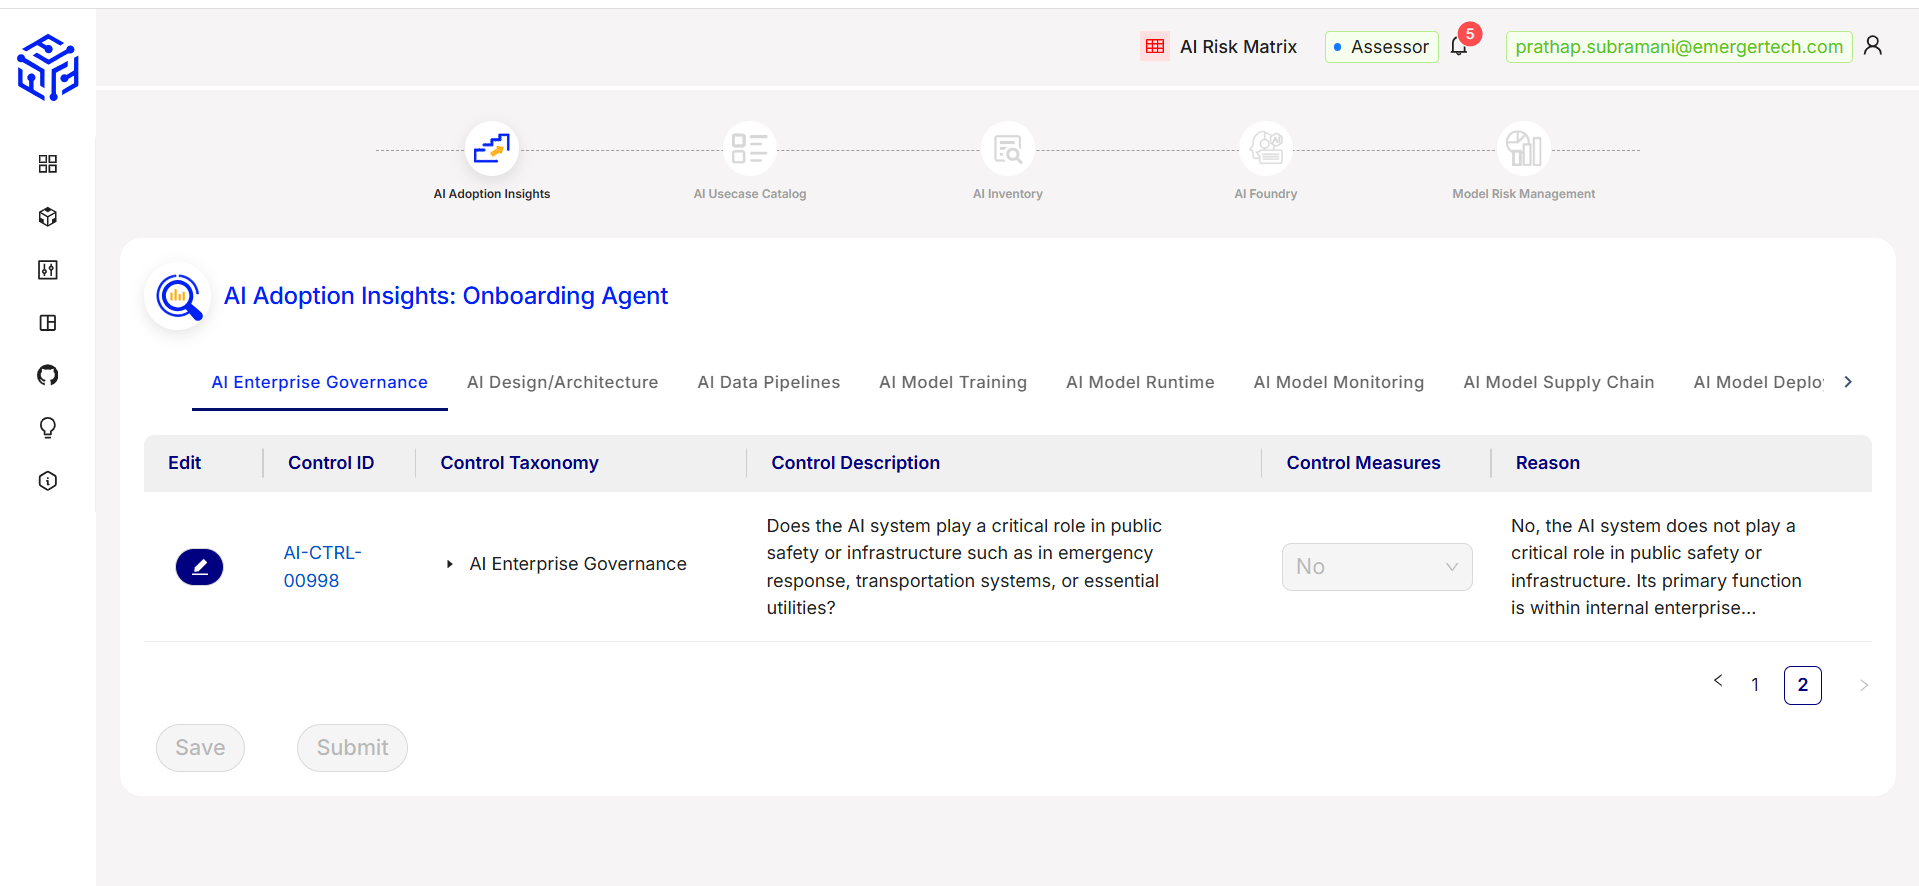 AI Risk Matrix
Assessor
5
prathap.subramani@emergertech.com
AI Adoption Insights
AI Usecase Catalog
AI Inventory
AI Foundry
Model Risk Management
AI Adoption Insights: Onboarding Agent
AI Enterprise Governance
AI Design/Architecture
AI Data Pipelines
AI Model Training
AI Model Runtime
AI Model Monitoring
AI Model Supply Chain
AI Model Deplo
Edit
Control ID
Control Taxonomy
Control Description
Control Measures
Reason
AI-CTRL-
00998
AI Enterprise Governance
Does the AI system play a critical role in public
safety or infrastructure such as in emergency
response, transportation systems, or essential
utilities?
No
No, the AI system does not play a
critical role in public safety or
infrastructure. Its primary function
is within internal enterprise...
1
2
Save
Submit